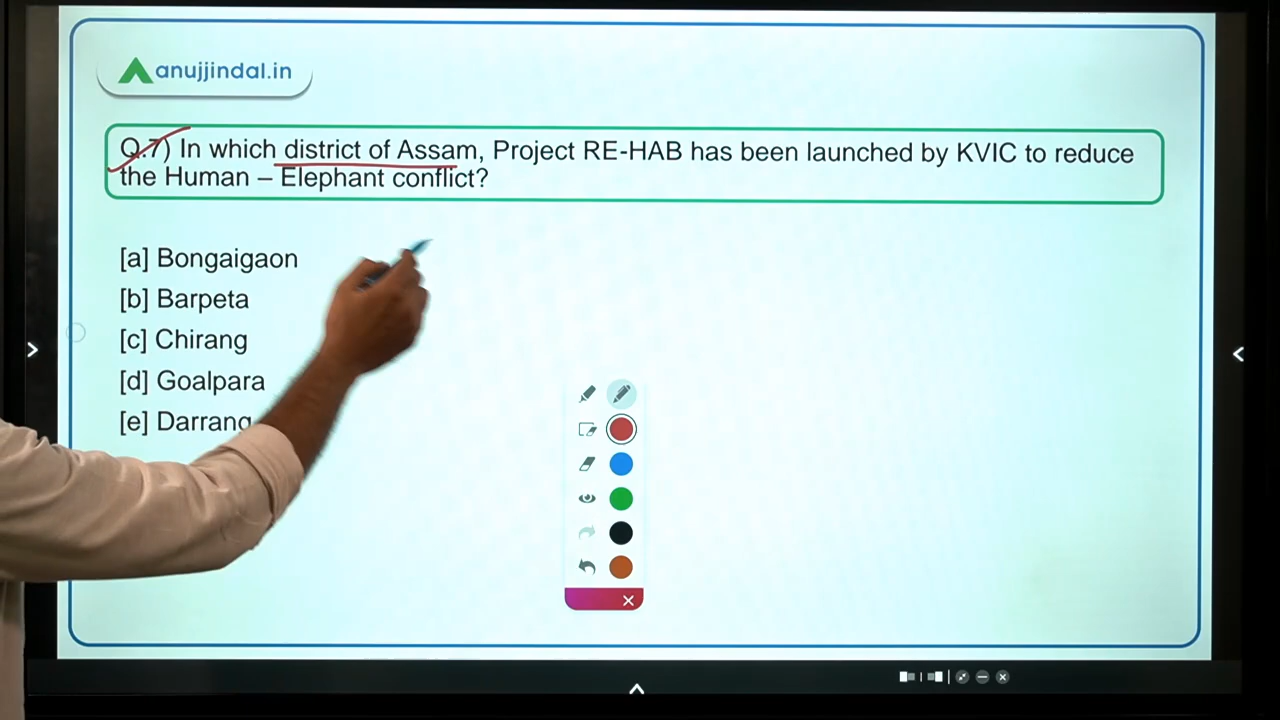 anujjindal.in
Q.7) In which district of Assam, Project RE-HAB has been launched by KVIC to reduce
the Human – Elephant conflict?
[a] Bongaigaon
[b] Barpeta
[c] Chirang
[d] Goalpara
[e] Darrang